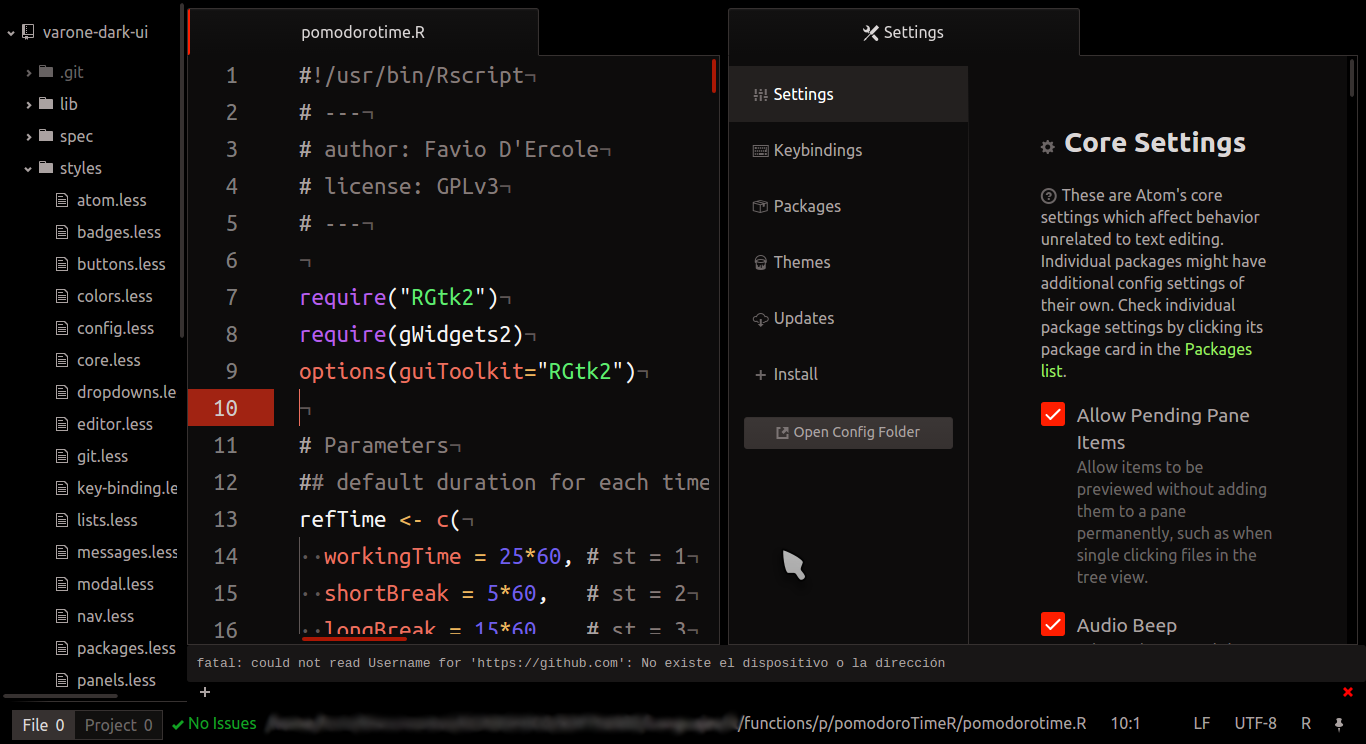 varone-dark-ui
.git
lib
spec
styles
atom.less
badges.less
buttons.less
colors.less
config.less
core.less
dropdowns.le
editor.less
git.less
key-binding.le
lists.less
messages.less
modal.less
nav.less
packages.less
panels.less
pomodorotime.R
1 #!/usr/bin/Rscript¬
2 # ---¬
3 # author: Favio D'Ercole¬
4 # license: GPLv3¬
5 # ---¬
6 ¬
7 require("RGtk2")¬
8 require(gWidgets2)¬
9 options(guiToolkit="RGtk2")¬
10 ¬
11 # Parameters¬
12 ## default duration for each time
13 refTime <- c(¬
14 ··workingTime = 25*60, # st = 1¬
15 ··shortBreak = 5*60,   # st = 2¬
16 ··longBreak = 15*60    # st = 3¬
Settings
Settings
Keybindings
Packages
Themes
Updates
+ Install
Open Config Folder
Core Settings
These are Atom's core
settings which affect behavior
unrelated to text editing.
Individual packages might have
additional config settings of
their own. Check individual
package settings by clicking its
package card in the Packages
list.
Allow Pending Pane
Items
Allow items to be
previewed without adding
them to a pane
permanently, such as when
single clicking files in the
tree view.
Audio Beep
fatal: could not read Username for 'https://github.com': No existe el dispositivo o la dirección
+
File 0 Project 0 No Issues /functions/p/pomodoroTimeR/pomodorotime.R 10:1 LF UTF-8 R